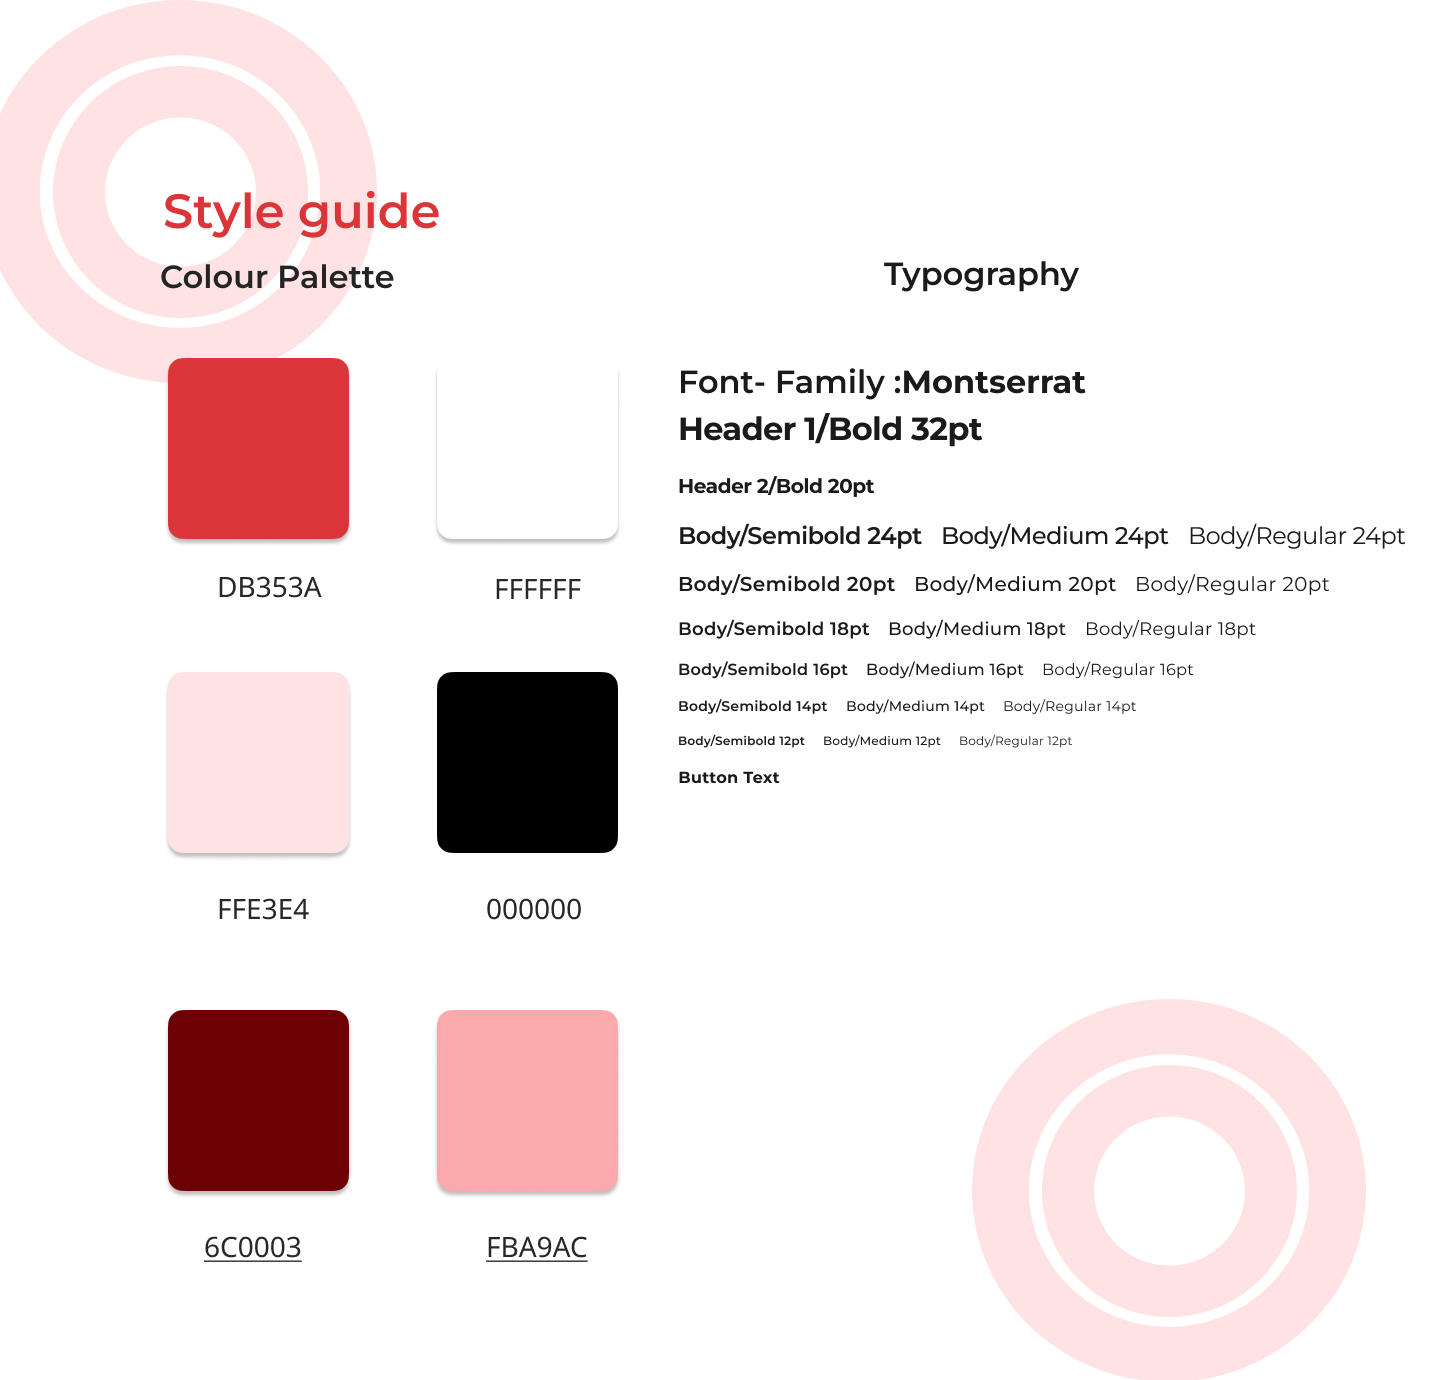 Style guide
Colour Palette
DB353A
FFFFFF
FFE3E4
000000
6C0003
FBA9AC
Typography
Font- Family :Montserrat
Header 1/Bold 32pt
Header 2/Bold 20pt
Body/Semibold 24pt Body/Medium 24pt Body/Regular 24pt
Body/Semibold 20pt Body/Medium 20pt Body/Regular 20pt
Body/Semibold 18pt Body/Medium 18pt Body/Regular 18pt
Body/Semibold 16pt Body/Medium 16pt Body/Regular 16pt
Body/Semibold 14pt Body/Medium 14pt Body/Regular 14pt
Body/Semibold 12pt Body/Medium 12pt Body/Regular 12pt
Button Text